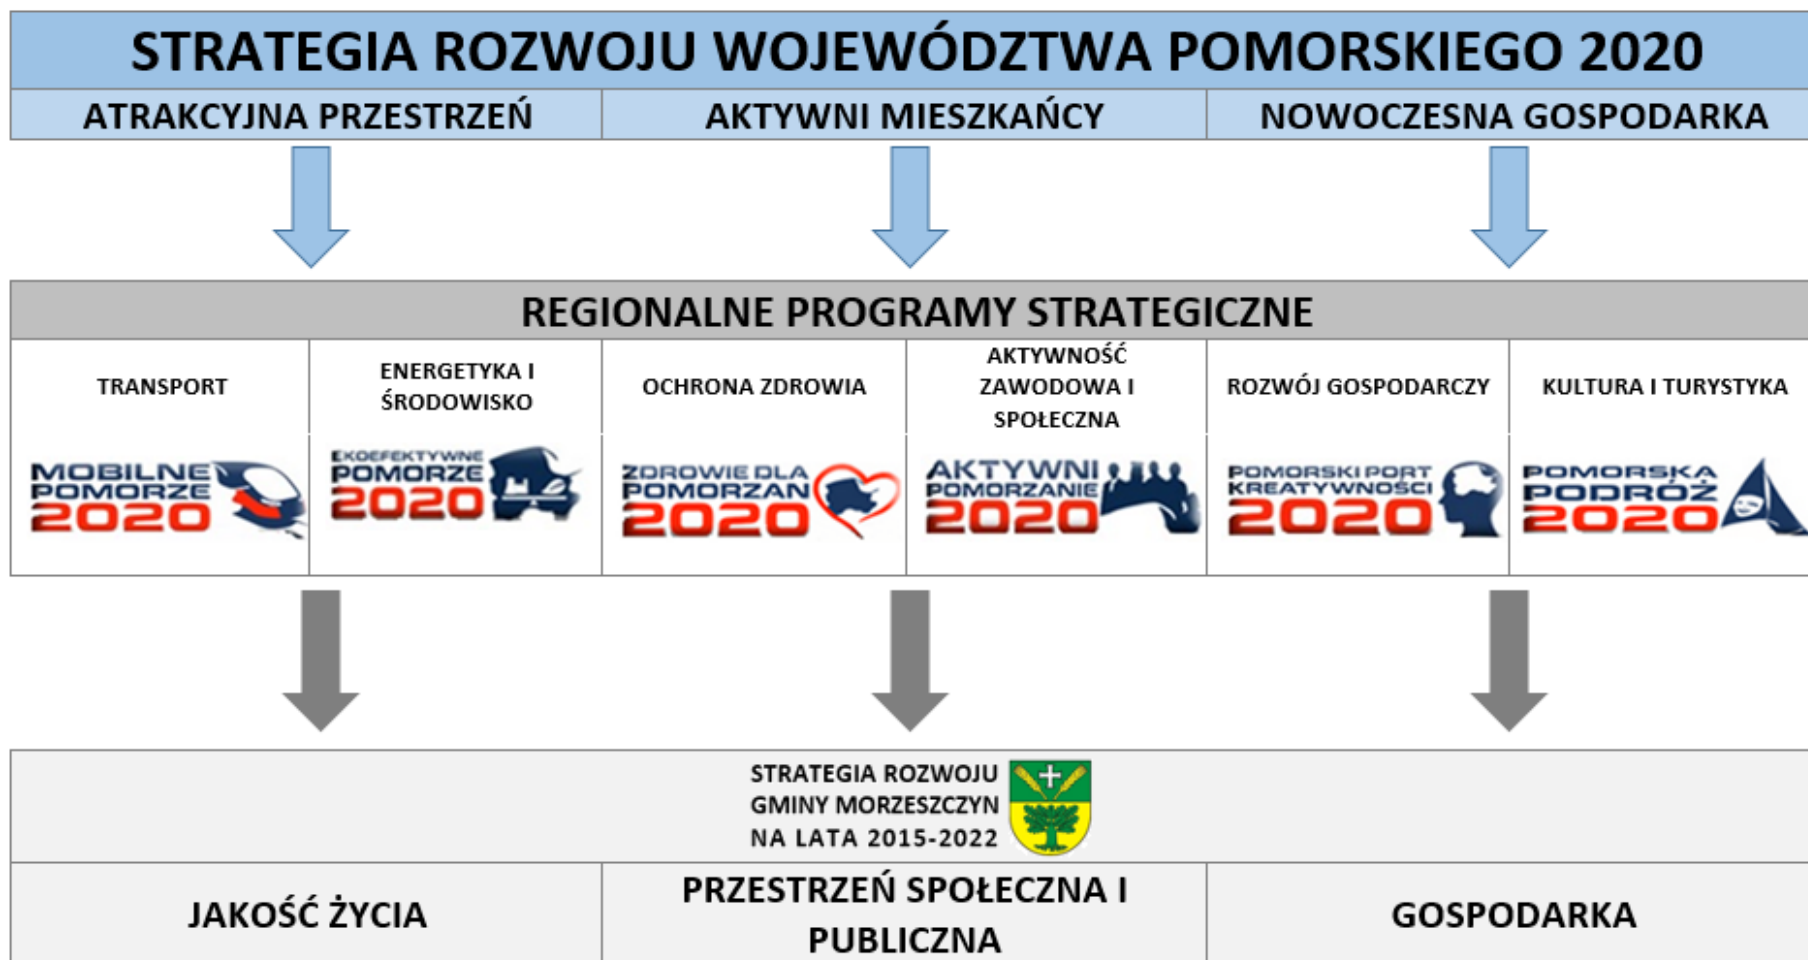 STRATEGIA ROZWOJU WOJEWÓDZTWA POMORSKIEGO 2020
ATRAKCYJNA PRZESTRZEŃ
AKTYWNI MIESZKAŃCY
NOWOCZESNA GOSPODARKA
REGIONALNE PROGRAMY STRATEGICZNE
TRANSPORT
ENERGETYKA I
ŚRODOWISKO
OCHRONA ZDROWIA
AKTYWNOŚĆ
ZAWODOWA I
SPOŁECZNA
ROZWÓJ GOSPODARCZY
KULTURA I TURYSTYKA
MOBILNE
POMORZE
2020
EKOEFEKTYWNE
POMORZE
2020
ZDROWIE DLA
POMORZAN
2020
AKTYWNI
POMORZANIE
2020
POMORSKI PORT
KREATYWNOŚCI
2020
POMORSKA
PODRÓŻ
2020
STRATEGIA ROZWOJU
GMINY MORZESZCZYN
NA LATA 2015-2022
JAKOŚĆ ŻYCIA
PRZESTRZEŃ SPOŁECZNA I
PUBLICZNA
GOSPODARKA